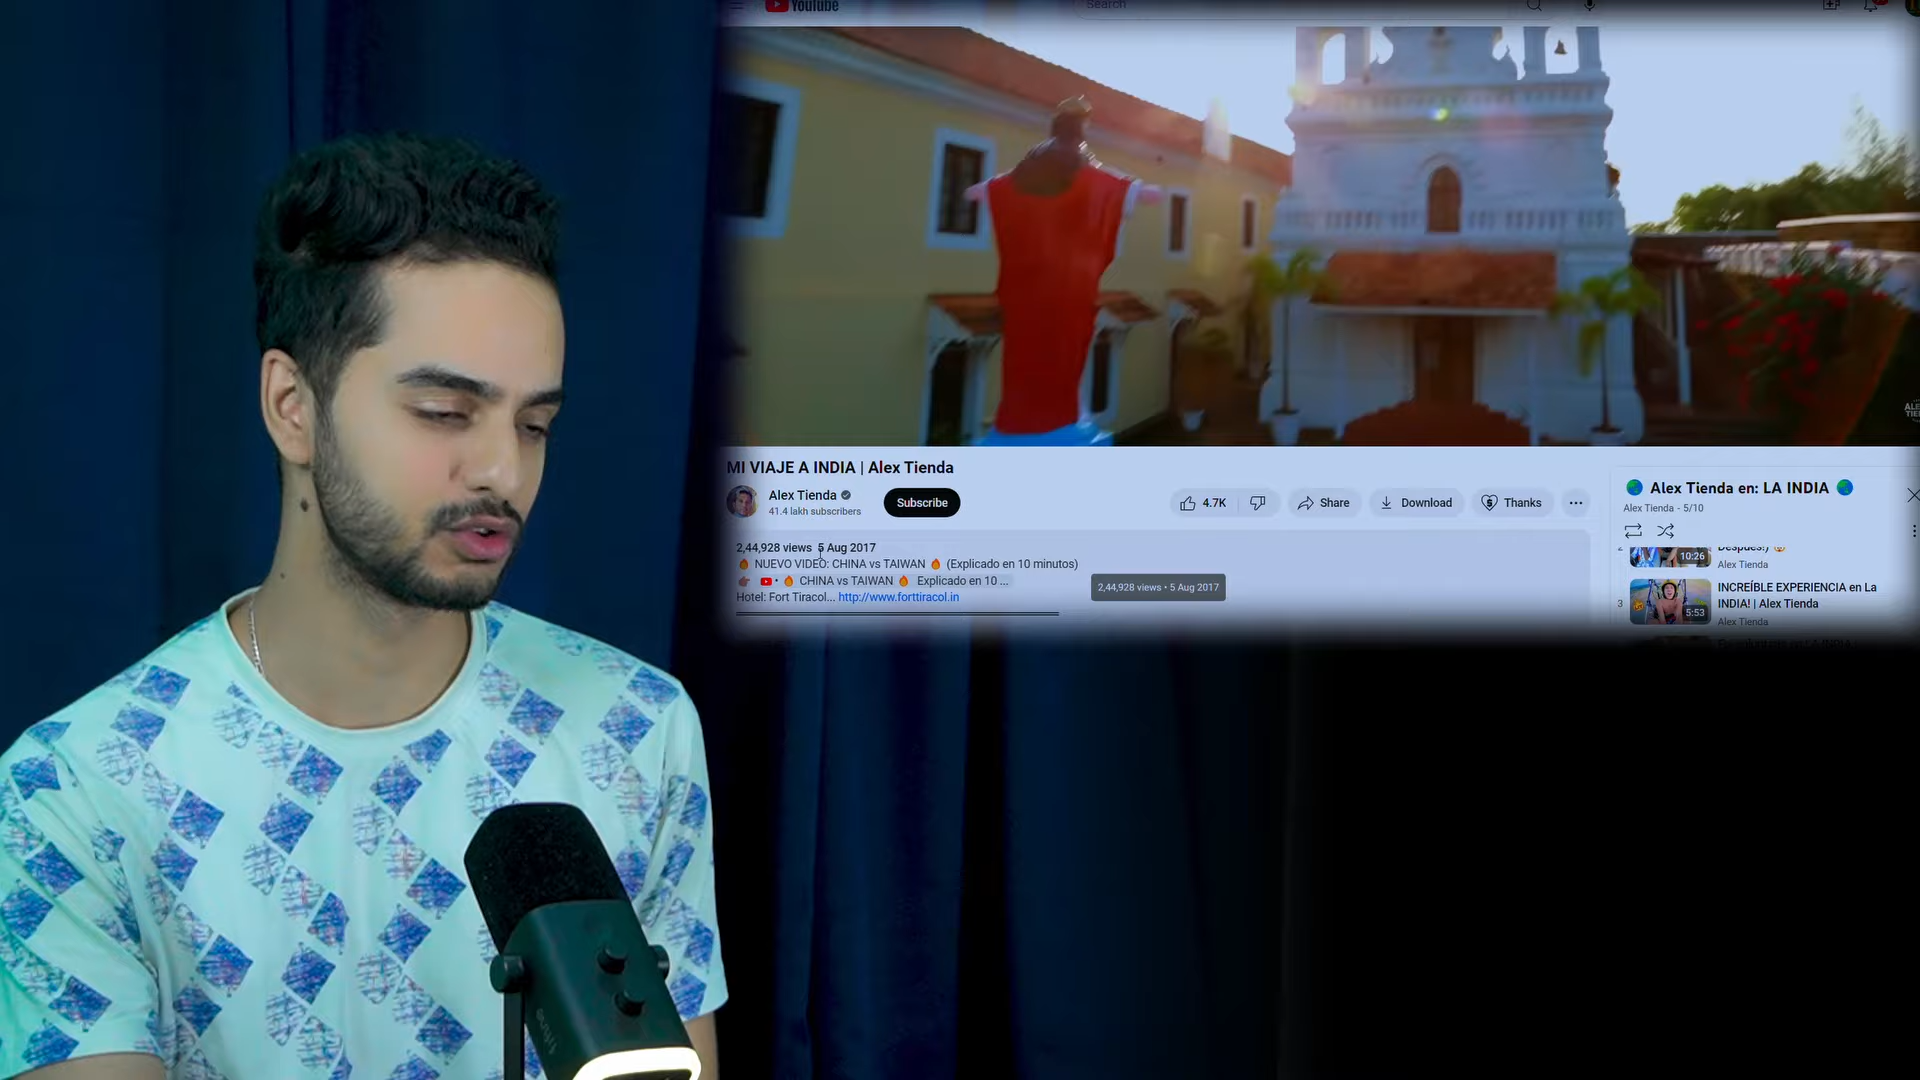 YouTube
Search
MI VIAJE A INDIA | Alex Tienda
Alex Tienda
41.4 lakh subscribers
Subscribe
4.7K
Share
Download
Thanks
2,44,928 views 5 Aug 2017
🔥 NUEVO VIDEO: CHINA vs TAIWAN 🔥 (Explicado en 10 minutos)
• 🔥 CHINA vs TAIWAN 🔥 Explicado en 10 ...
Hotel: Fort Tiracol... http://www.forttiracol.in
2,44,928 views • 5 Aug 2017
🌏 Alex Tienda en: LA INDIA 🌏
Alex Tienda - 5/10
10:26
Después!)
Alex Tienda
3
5:53
INCREÍBLE EXPERIENCIA en La
INDIA! | Alex Tienda
Alex Tienda